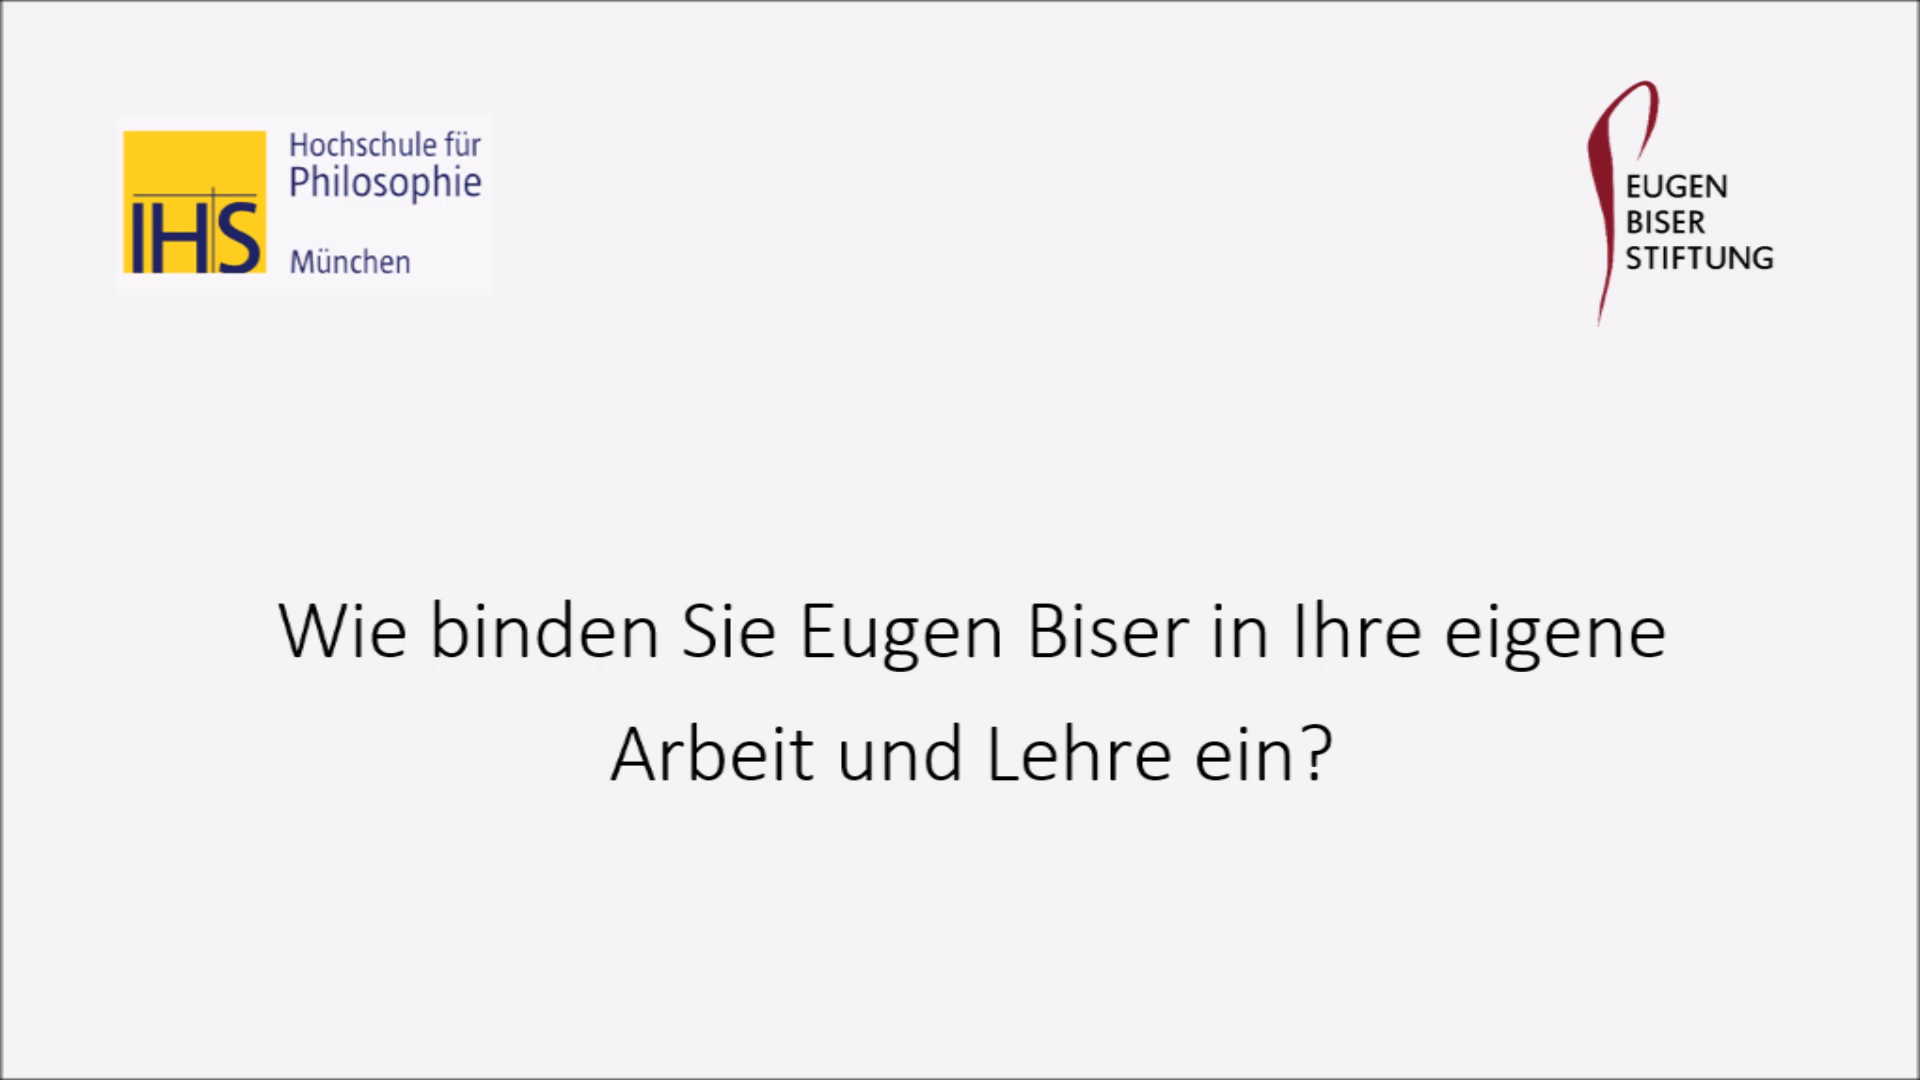 IHS
Hochschule für
Philosophie
München
EUGEN
BISER
STIFTUNG
Wie binden Sie Eugen Biser in Ihre eigene
Arbeit und Lehre ein?